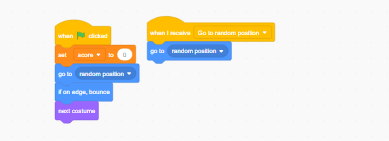 when clicked
set score to 0
go to random position
if on edge, bounce
next costume
when I receive Go to random position
go to random position